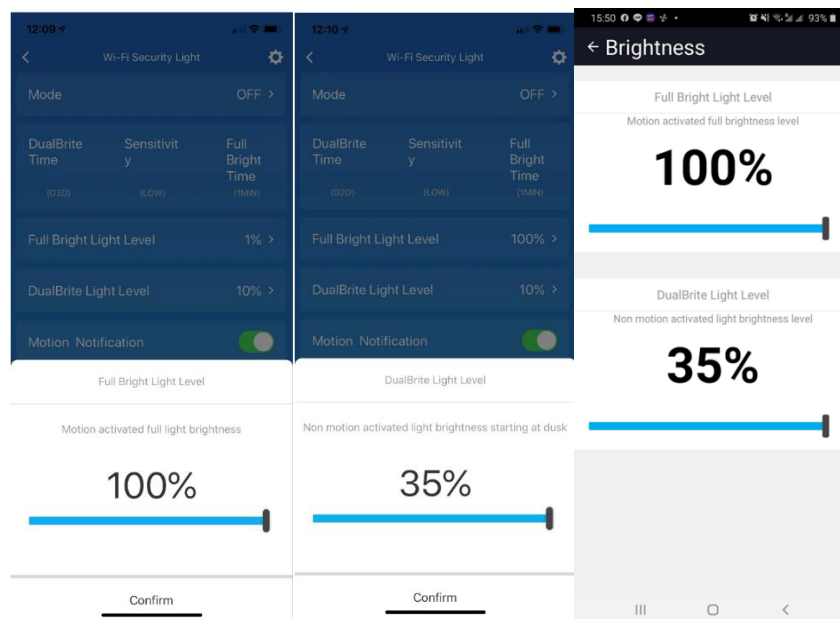 12:09
Wi-Fi Security Light
Mode OFF >
DualBrite Time Sensitivity Full Bright Time
(D2D) (LOW) (1MIN)
Full Bright Light Level 1% >
DualBrite Light Level 10% >
Motion Notification
Full Bright Light Level
Motion activated full light brightness
100%
Confirm
12:10
Wi-Fi Security Light
Mode OFF >
DualBrite Time Sensitivity Full Bright Time
(D2D) (LOW) (1MIN)
Full Bright Light Level 100% >
DualBrite Light Level 10% >
Motion Notification
DualBrite Light Level
Non motion activated light brightness starting at dusk
35%
Confirm
15:50 93%
← Brightness
Full Bright Light Level
Motion activated full brightness level
100%
DualBrite Light Level
Non motion activated light brightness level
35%